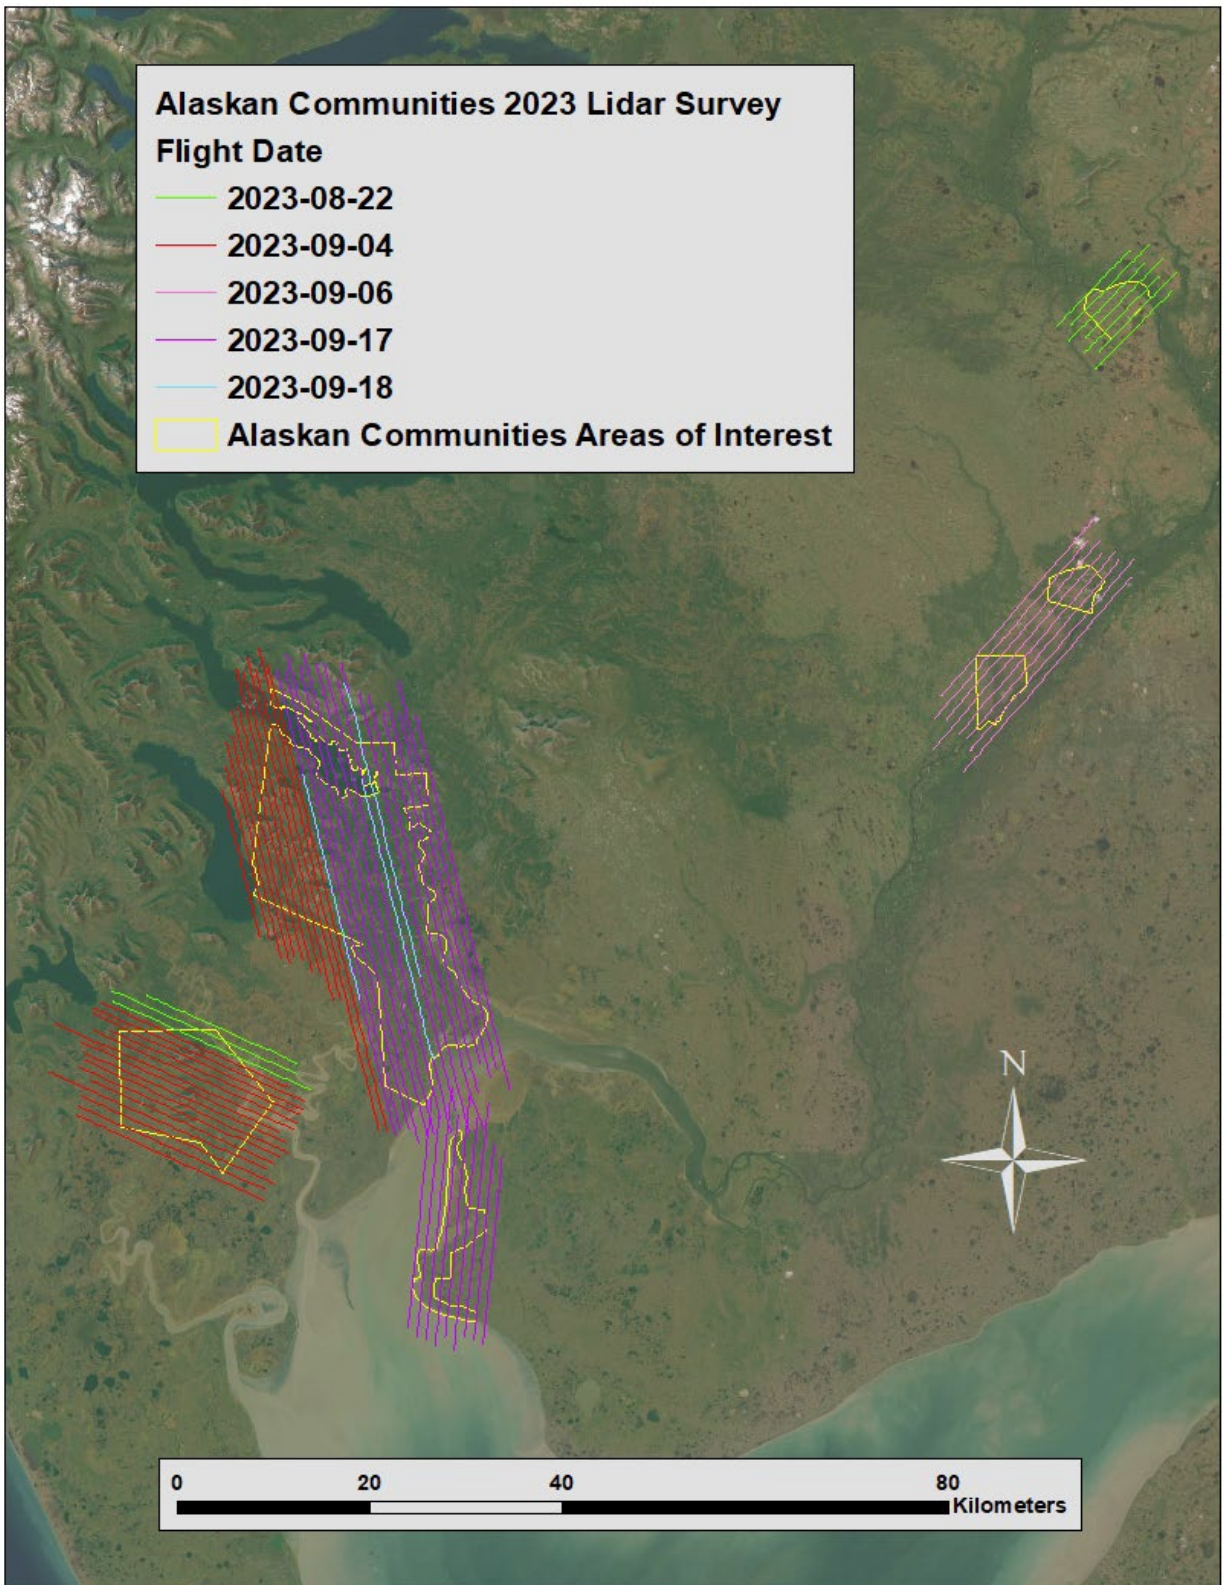 Alaskan Communities 2023 Lidar Survey
Flight Date
2023-08-22
2023-09-04
2023-09-06
2023-09-17
2023-09-18
Alaskan Communities Areas of Interest
N
0 20 40 80
Kilometers